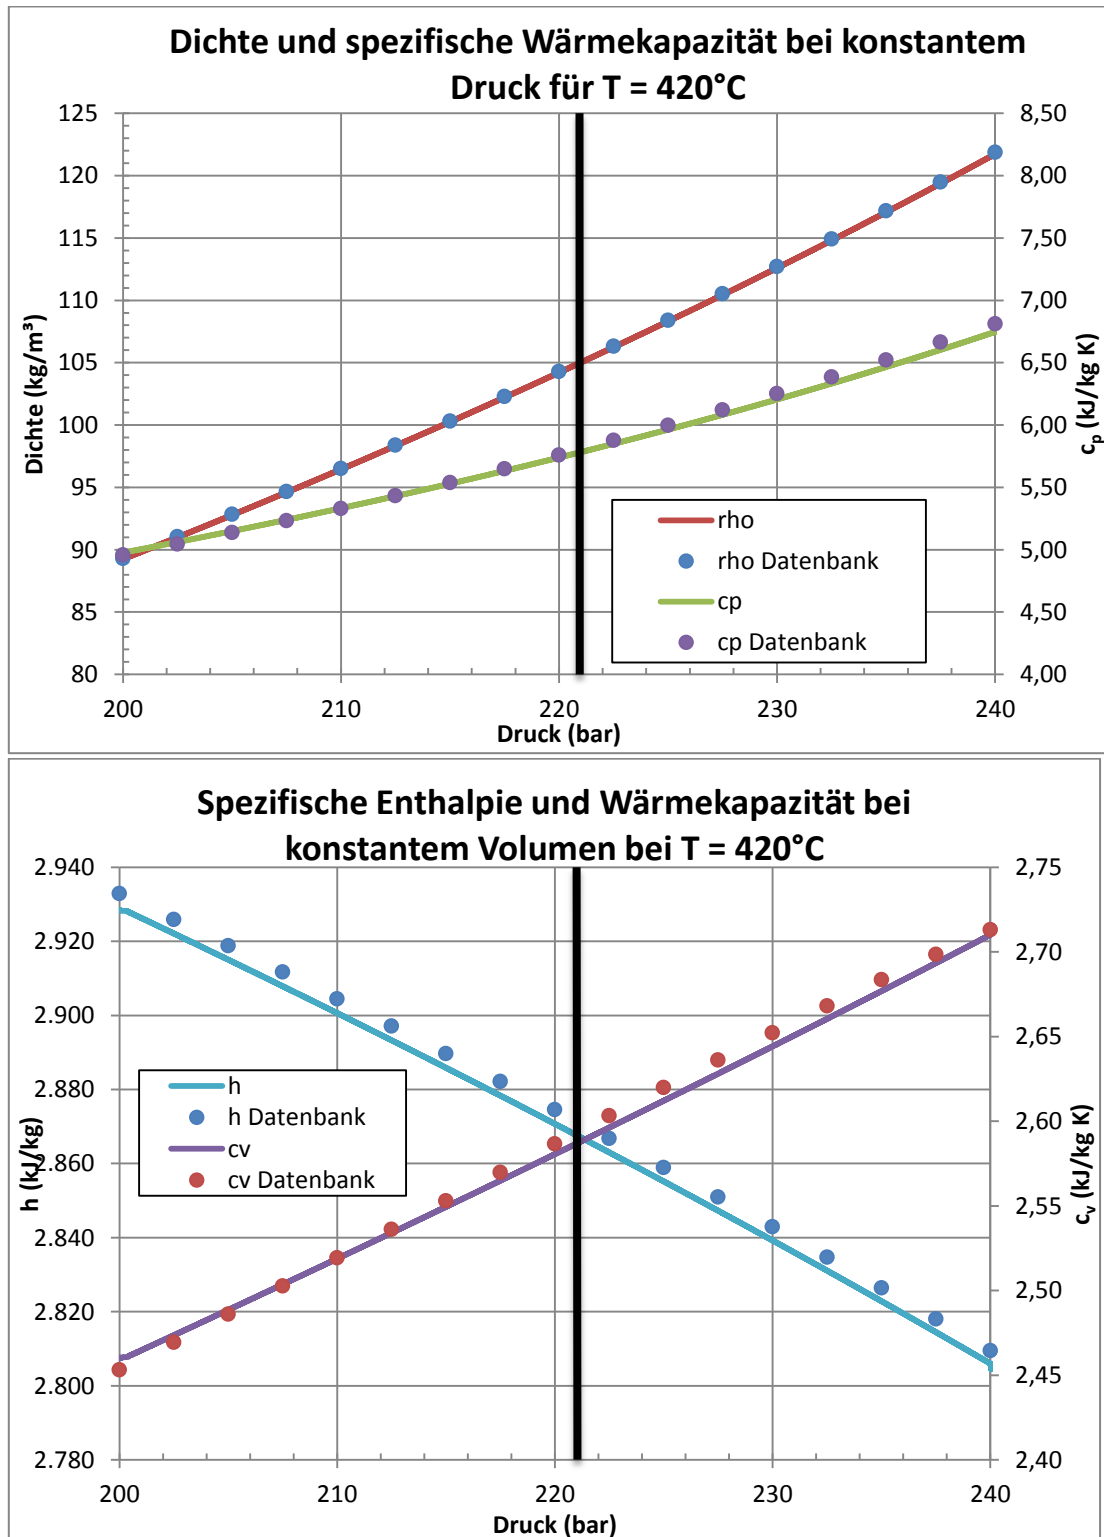 Dichte und spezifische Wärmekapazität bei konstantem
Druck für T = 420°C
125
120
115
110
105
100
95
90
85
80
Dichte (kg/m³)
8,50
8,00
7,50
7,00
6,50
6,00
5,50
5,00
4,50
4,00
cₚ (kJ/kg K)
rho
rho Datenbank
cp
cp Datenbank
200
210
220
230
240
Druck (bar)
Spezifische Enthalpie und Wärmekapazität bei
konstantem Volumen bei T = 420°C
2.940
2.920
2.900
2.880
2.860
2.840
2.820
2.800
2.780
h (kJ/kg)
2,75
2,70
2,65
2,60
2,55
2,50
2,45
2,40
cᵥ (kJ/kg K)
h
h Datenbank
cv
cv Datenbank
200
210
220
230
240
Druck (bar)